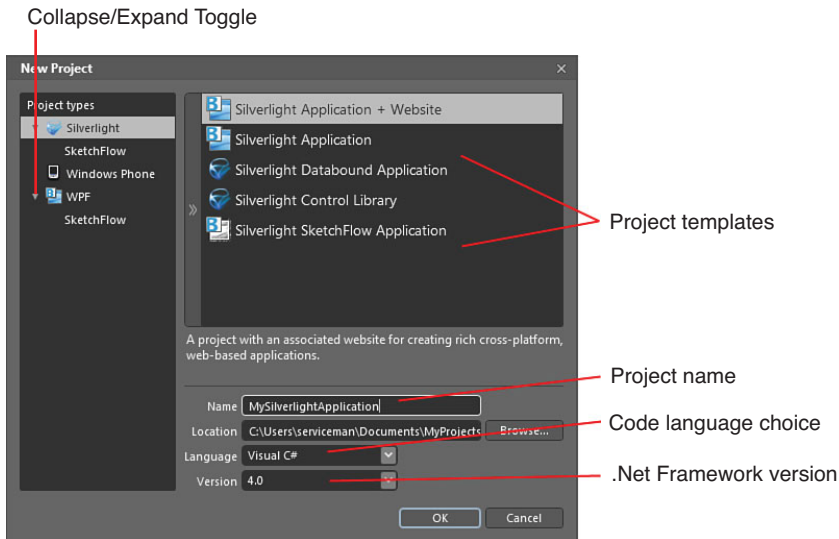 Collapse/Expand Toggle
New Project
Project types
Silverlight
SketchFlow
Windows Phone
WPF
SketchFlow
Silverlight Application + Website
Silverlight Application
Silverlight Databound Application
Silverlight Control Library
Silverlight SketchFlow Application
Project templates
A project with an associated website for creating rich cross-platform,
web-based applications.
Project name
Name MySilverlightApplication
Location C:\Users\serviceman\Documents\MyProjects Browse...
Code language choice
Language Visual C#
Version 4.0
.Net Framework version
OK Cancel